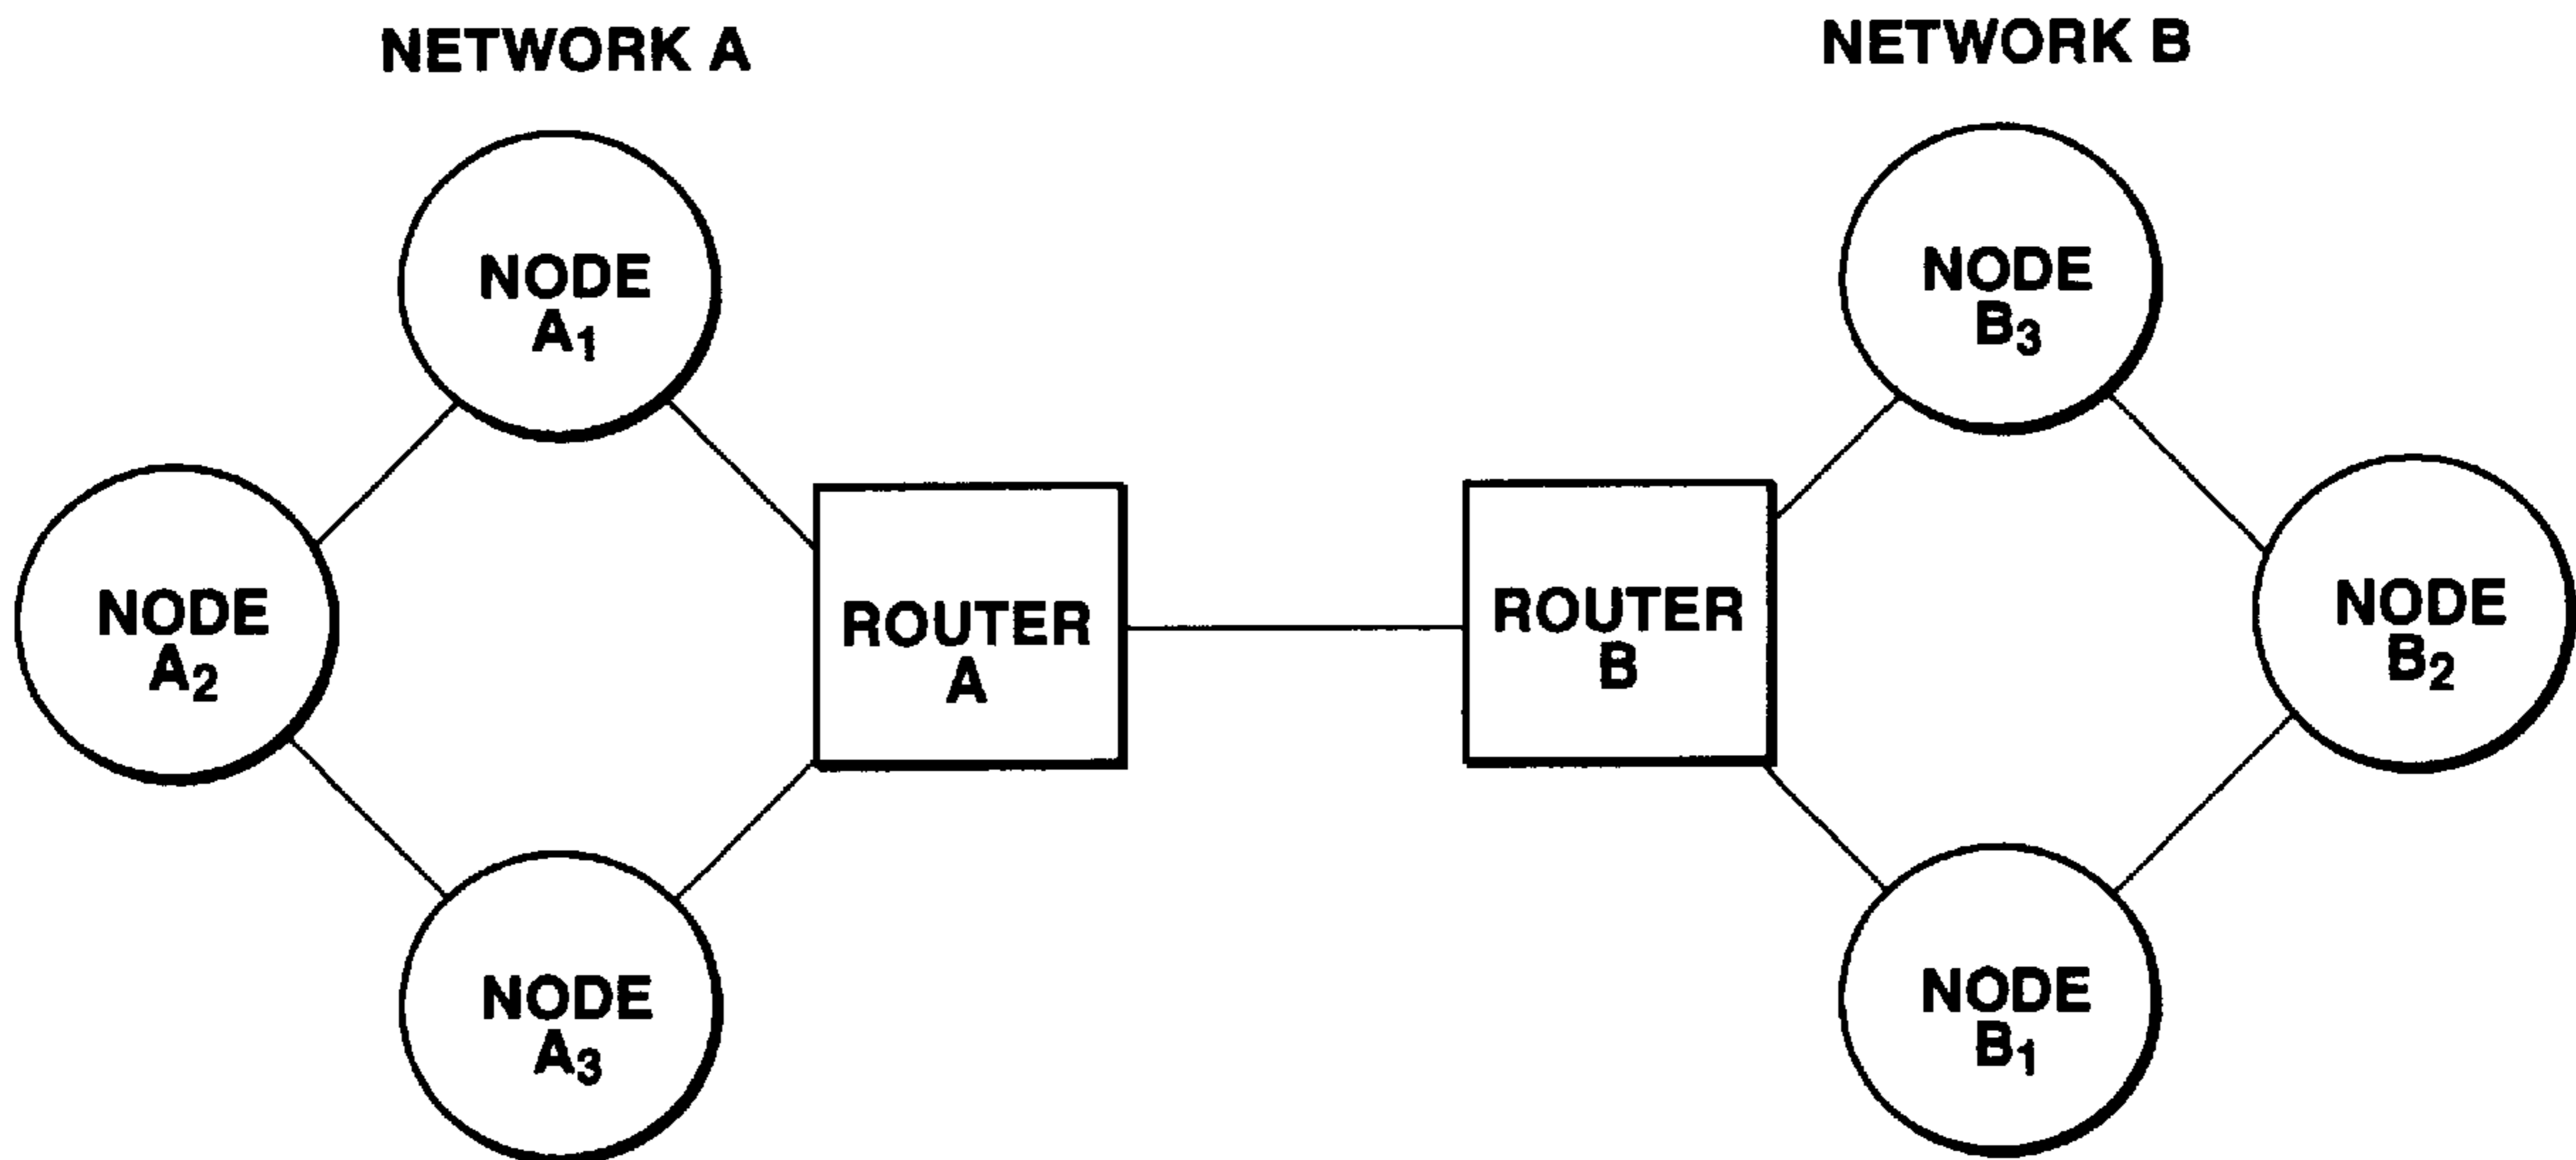 NETWORK A
NETWORK B
NODE
A₁
NODE
B₃
NODE
A₂
ROUTER
A
ROUTER
B
NODE
B₂
NODE
A₃
NODE
B₁